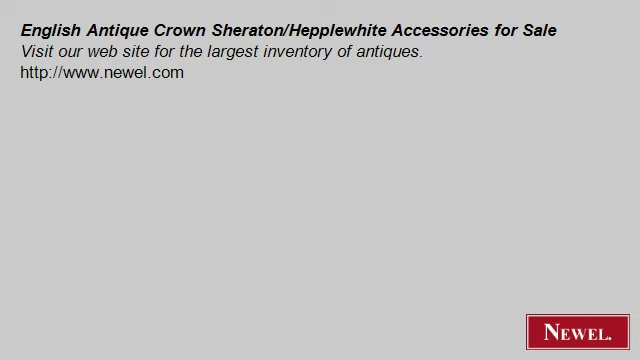 English Antique Crown Sheraton/Hepplewhite Accessories for Sale
Visit our web site for the largest inventory of antiques.
http://www.newel.com
NEWEL.